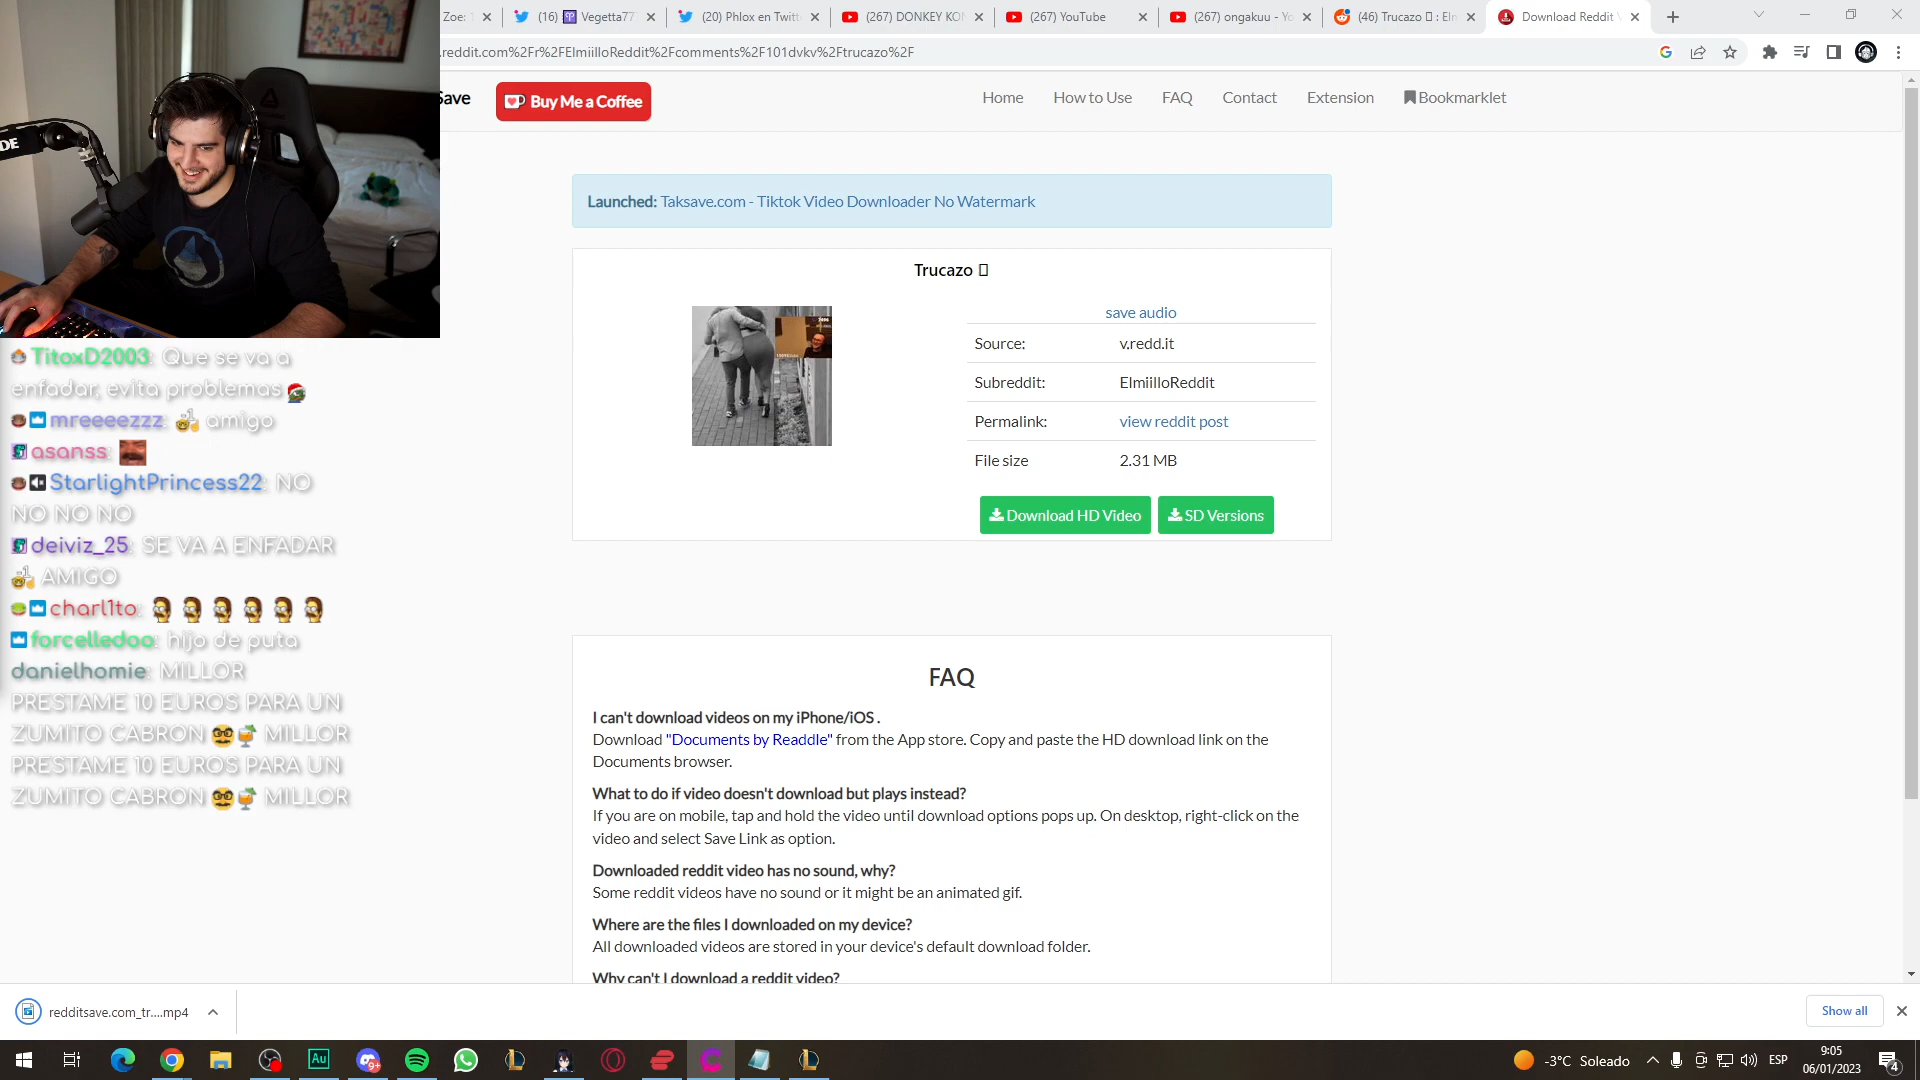 Zoe: T
(16) Vegetta77
(20) Phlox en Twitt
(267) DONKEY KON
(267) YouTube
(267) ongakuu - Yo
(46) Trucazo : Elm
Download Reddit V
.reddit.com%2Fr%2FElmiilloReddit%2Fcomments%2F101dvkv%2Ftrucazo%2F
Save
Buy Me a Coffee
Home
How to Use
FAQ
Contact
Extension
Bookmarklet
Launched: Taksave.com - Tiktok Video Downloader No Watermark
Trucazo
save audio
Source: v.redd.it
Subreddit: ElmiilloReddit
Permalink: view reddit post
File size 2.31 MB
Download HD Video
SD Versions
FAQ
I can't download videos on my iPhone/iOS .
Download "Documents by Readdle" from the App store. Copy and paste the HD download link on the
Documents browser.
What to do if video doesn't download but plays instead?
If you are on mobile, tap and hold the video until download options pops up. On desktop, right-click on the
video and select Save Link as option.
Downloaded reddit video has no sound, why?
Some reddit videos have no sound or it might be an animated gif.
Where are the files I downloaded on my device?
All downloaded videos are stored in your device's default download folder.
Why can't I download a reddit video?
DE
TitoxD2003: Que se va a
enfadar, evita problemas
mreeeezzz: amigo
asanss:
StarlightPrincess22: NO
NO NO NO
deiviz_25: SE VA A ENFADAR
AMIGO
charl1to:
forcelledoo: hijo de puta
danielhomie: MILLOR
PRESTAME 10 EUROS PARA UN
ZUMITO CABRON MILLOR
PRESTAME 10 EUROS PARA UN
ZUMITO CABRON MILLOR
redditsave.com_tr....mp4
Show all
Au
9+
-3°C Soleado
ESP
9:05
06/01/2023
4